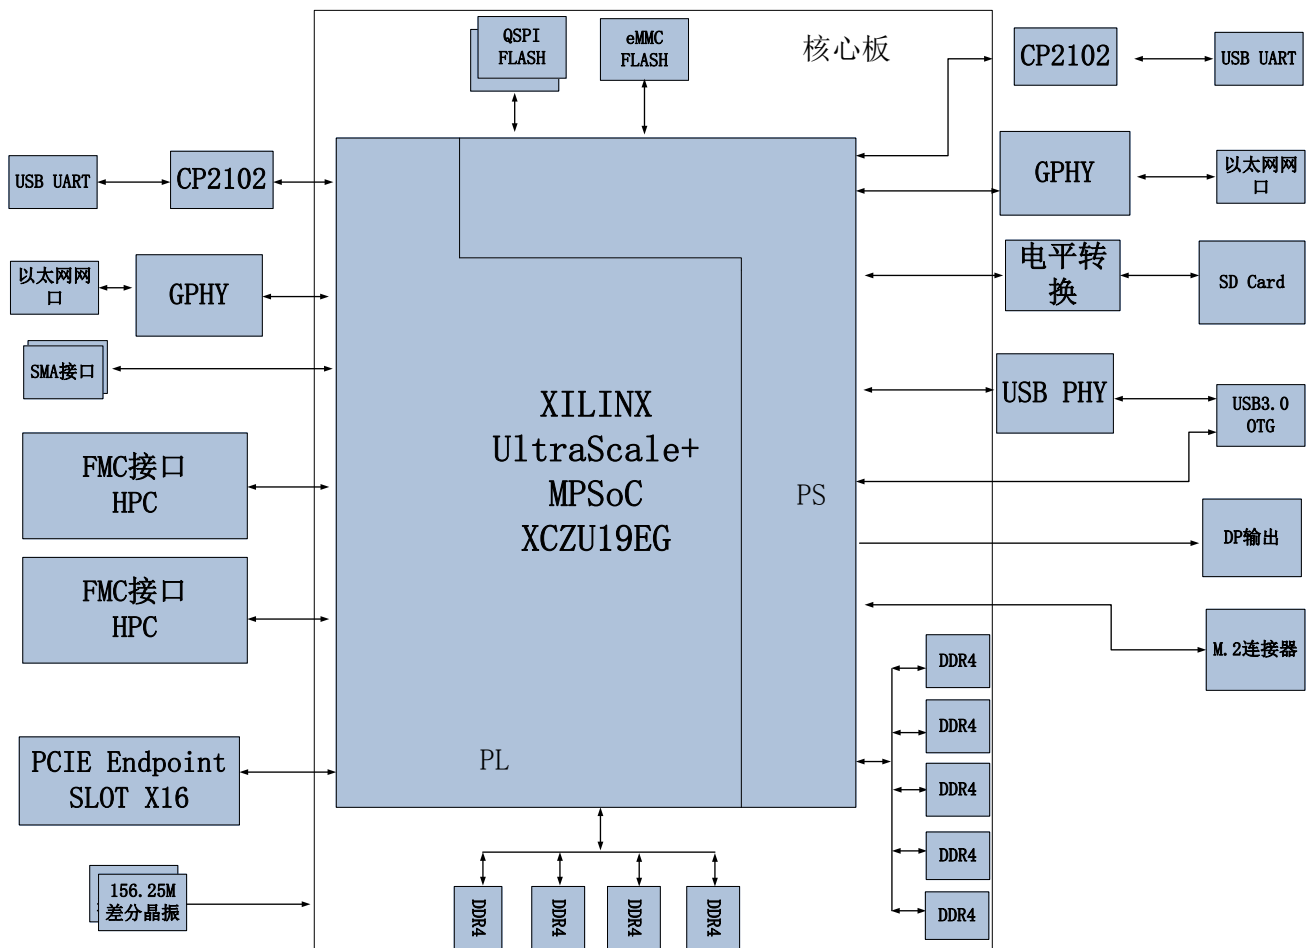 QSPI
FLASH
eMMC
FLASH
核心板
CP2102
USB UART
USB UART
CP2102
GPHY
以太网网
口
以太网网
口
GPHY
电平转
换
SD Card
SMA接口
USB PHY
USB3.0
OTG
XILINX
UltraScale+
MPSoC
XCZU19EG
PS
FMC接口
HPC
DP输出
FMC接口
HPC
M.2连接器
DDR4
DDR4
DDR4
DDR4
DDR4
PL
PCIE Endpoint
SLOT X16
156.25M
差分晶振
DDR4
DDR4
DDR4
DDR4